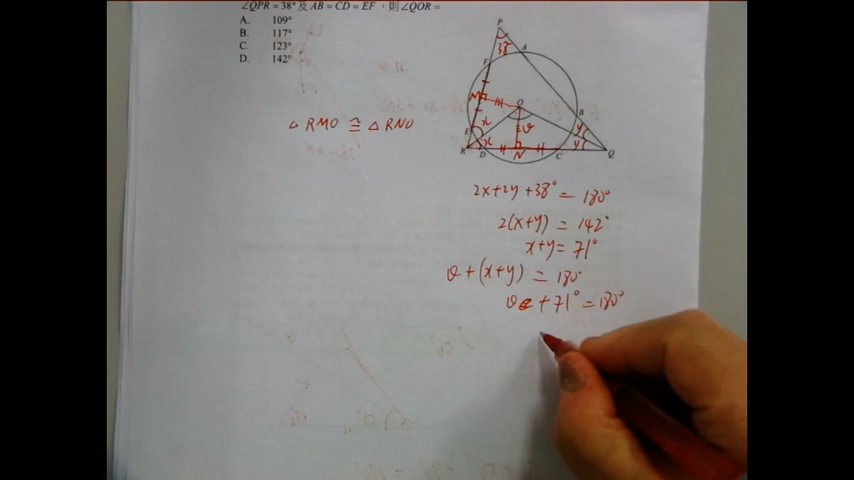 ∠QPR = 38° 及 AB = CD = EF，則 ∠QOR =
A. 109°
B. 117°
C. 123°
D. 142°
P
38°
A
F
M
O
B
E
x
θ
y
x
y
R
D
N
C
Q
△RMO ≅ △RNO
2x+2y+38° = 180°
2(x+y) = 142°
x+y = 71°
θ+(x+y) = 180°
θ + 71° = 180°